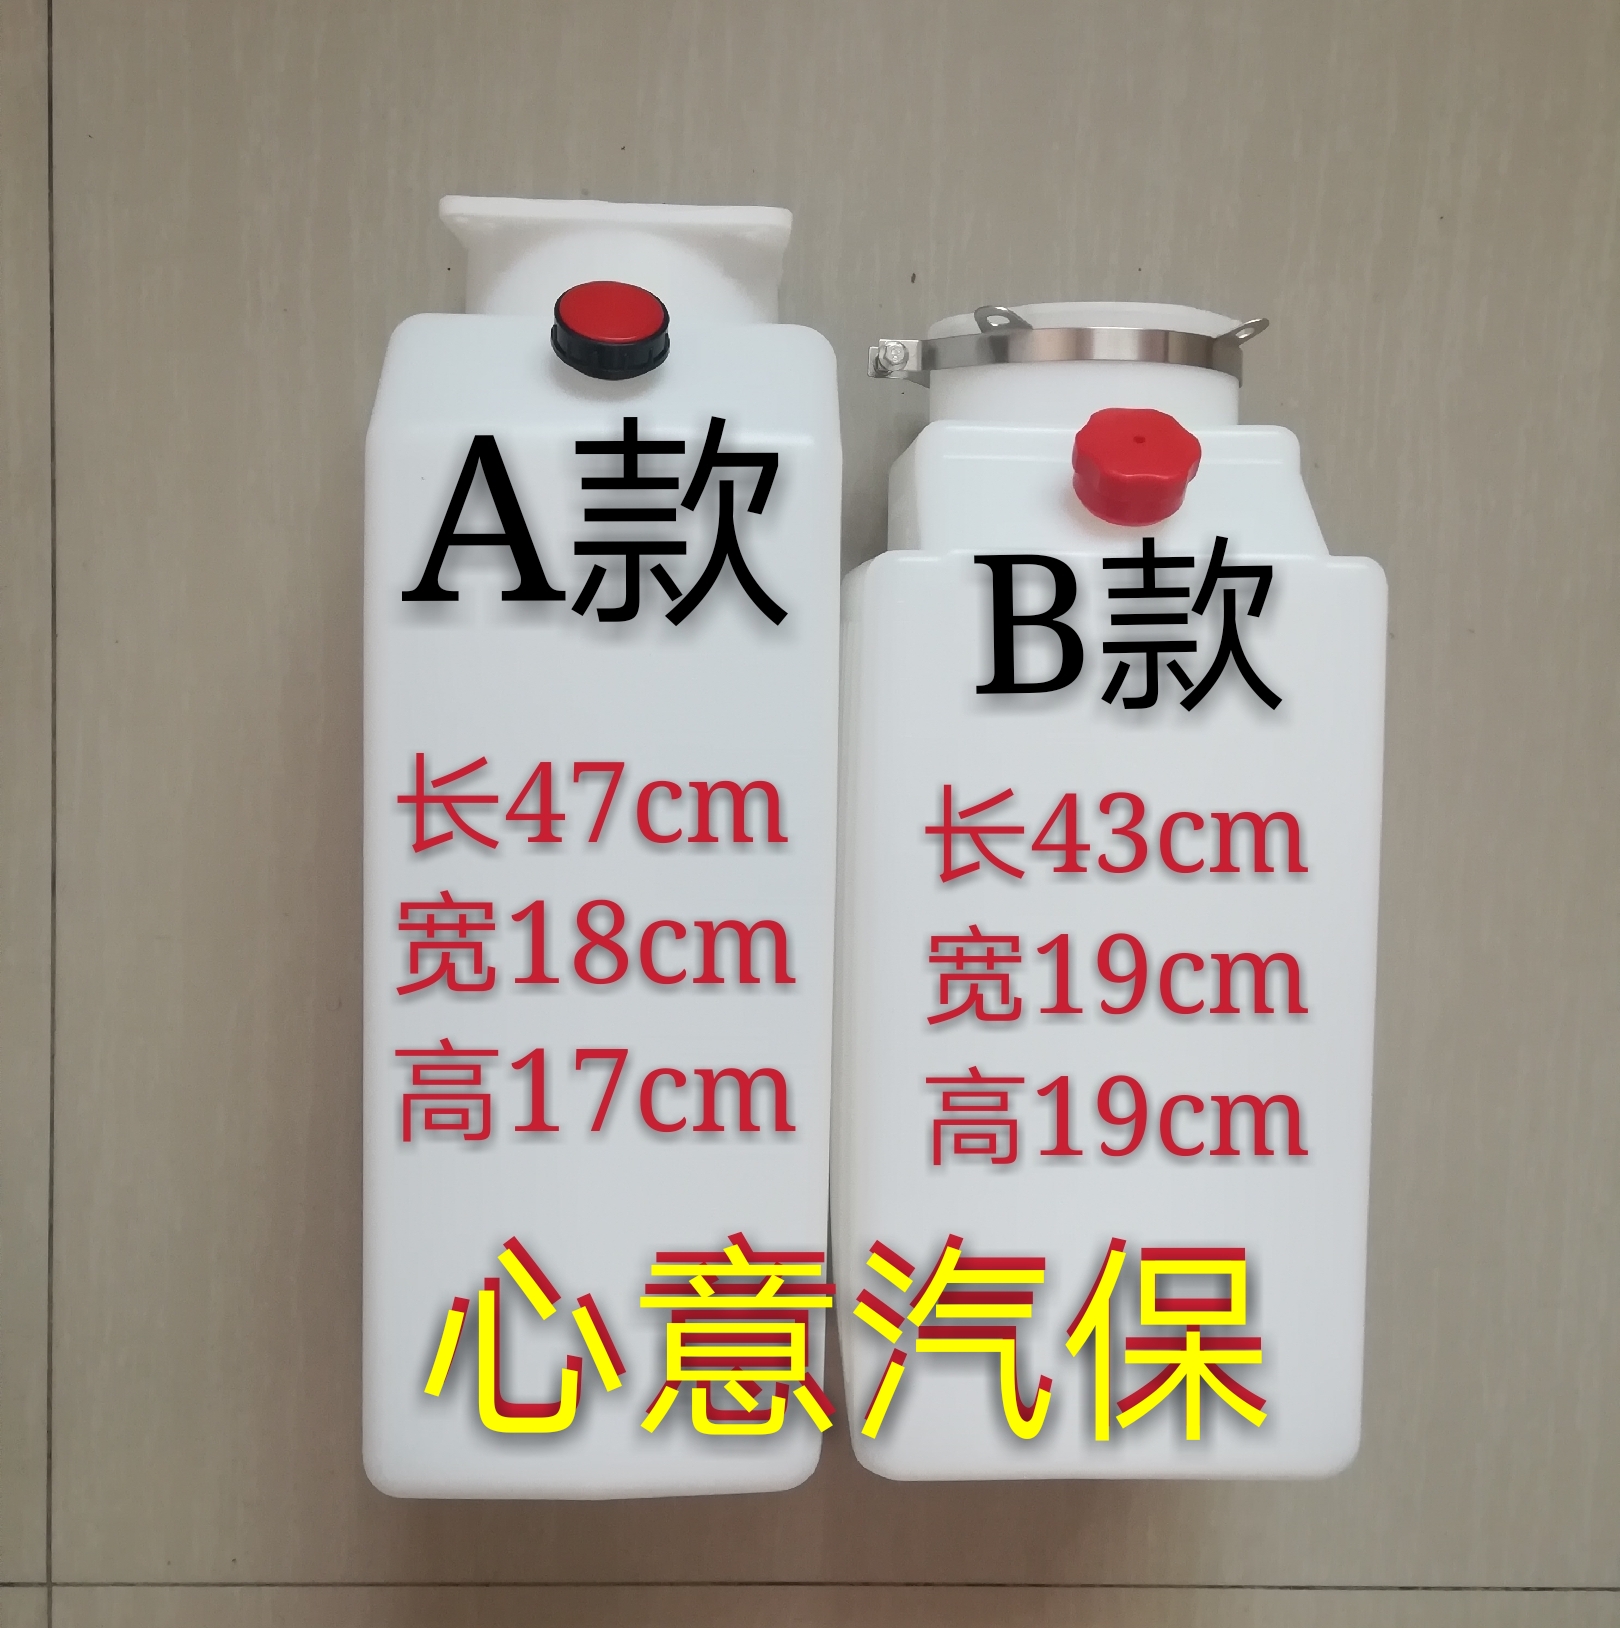 A款
长47cm
宽18cm
高17cm
B款
长43cm
宽19cm
高19cm
心意汽保